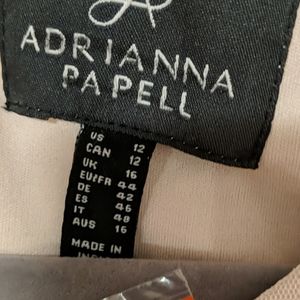 ADRIANNA
PAPELL
US 12
CAN 12
UK 16
EU/FR 44
DE 42
ES 46
IT 48
AUS 16
MADE IN